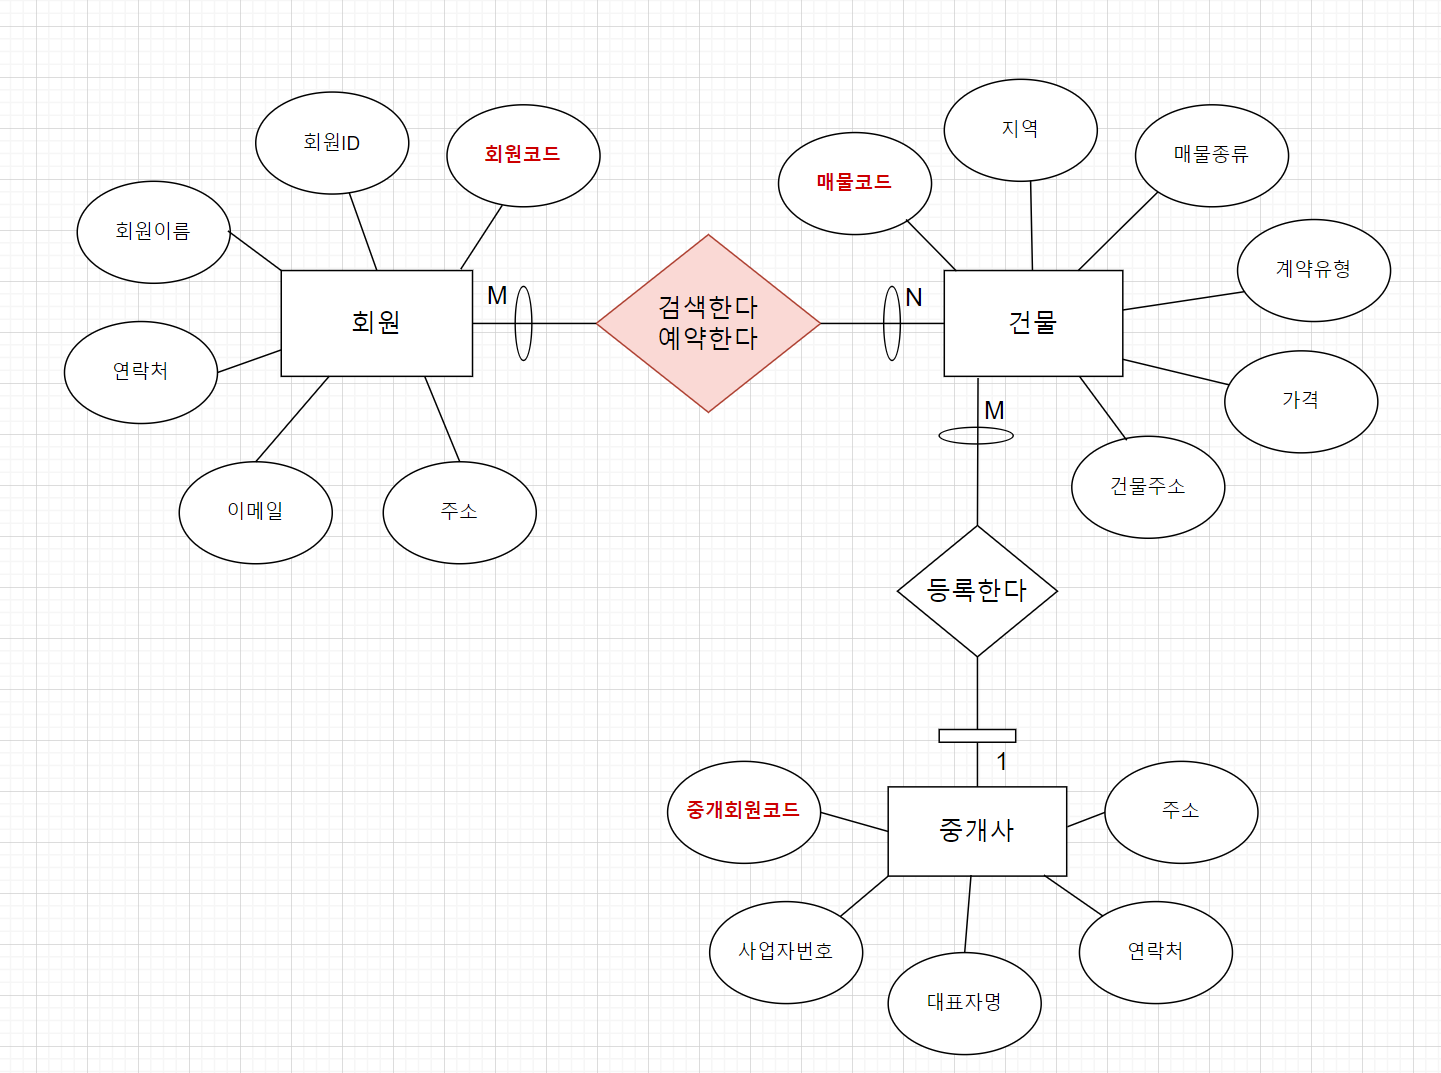 지역
회원ID
회원코드
매물종류
매물코드
회원이름
계약유형
M
N
검색한다
예약한다
회원
건물
연락처
가격
M
건물주소
이메일
주소
등록한다
1
중개회원코드
중개사
주소
사업자번호
연락처
대표자명